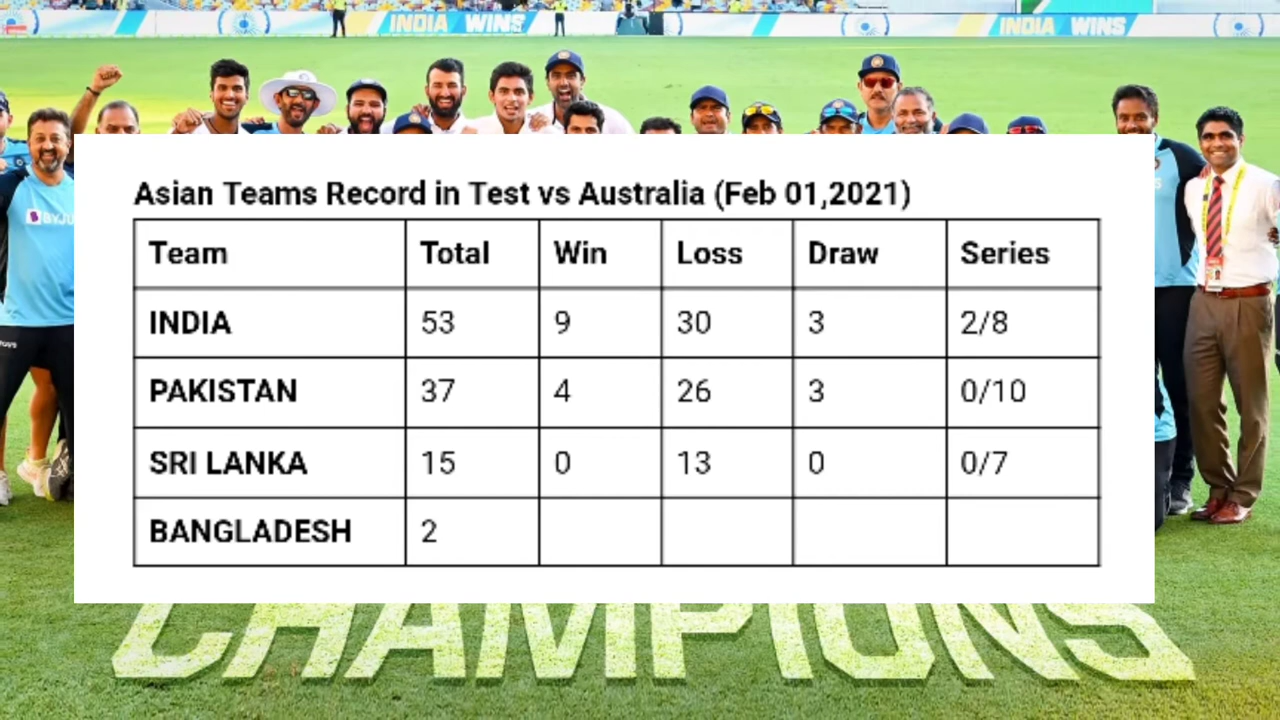 INDIA WINS INDIA WINS
BYJU
Asian Teams Record in Test vs Australia (Feb 01,2021)
Team Total Win Loss Draw Series
INDIA 53 9 30 3 2/8
PAKISTAN 37 4 26 3 0/10
SRI LANKA 15 0 13 0 0/7
BANGLADESH 2
CHAMPIONS